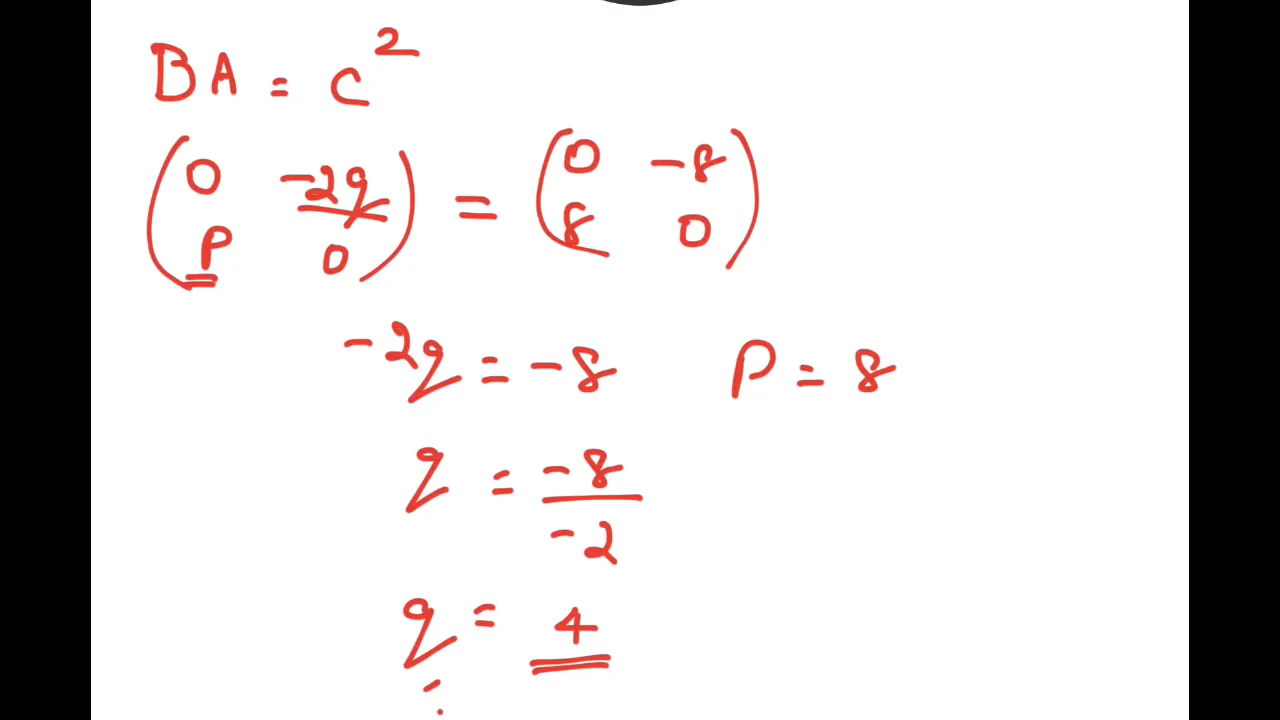 BA = c²
(0 -2q) = (0 -8)
(P 0) (8 0)
-2q = -8 P = 8
q = -8
-2
q = 4